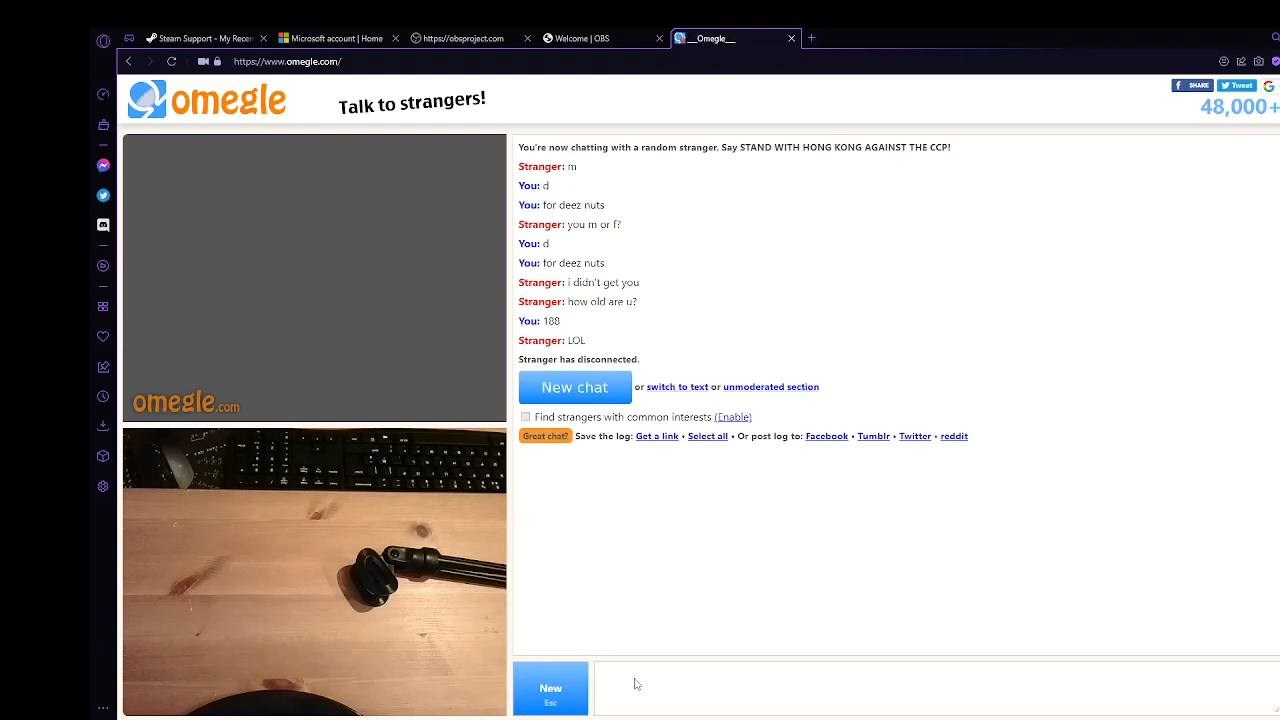 Steam Support - My Recen
Microsoft account | Home
https://obsproject.com
Welcome | OBS
__Omegle__
https://www.omegle.com/
omegle
Talk to strangers!
SHARE
Tweet
48,000+
You're now chatting with a random stranger. Say STAND WITH HONG KONG AGAINST THE CCP!
Stranger: m
You: d
You: for deez nuts
Stranger: you m or f?
You: d
You: for deez nuts
Stranger: i didn't get you
Stranger: how old are u?
You: 188
Stranger: LOL
Stranger has disconnected.
New chat or switch to text or unmoderated section
Find strangers with common interests (Enable)
Great chat? Save the log: Get a link • Select all • Or post log to: Facebook • Tumblr • Twitter • reddit
omegle.com
New
Esc